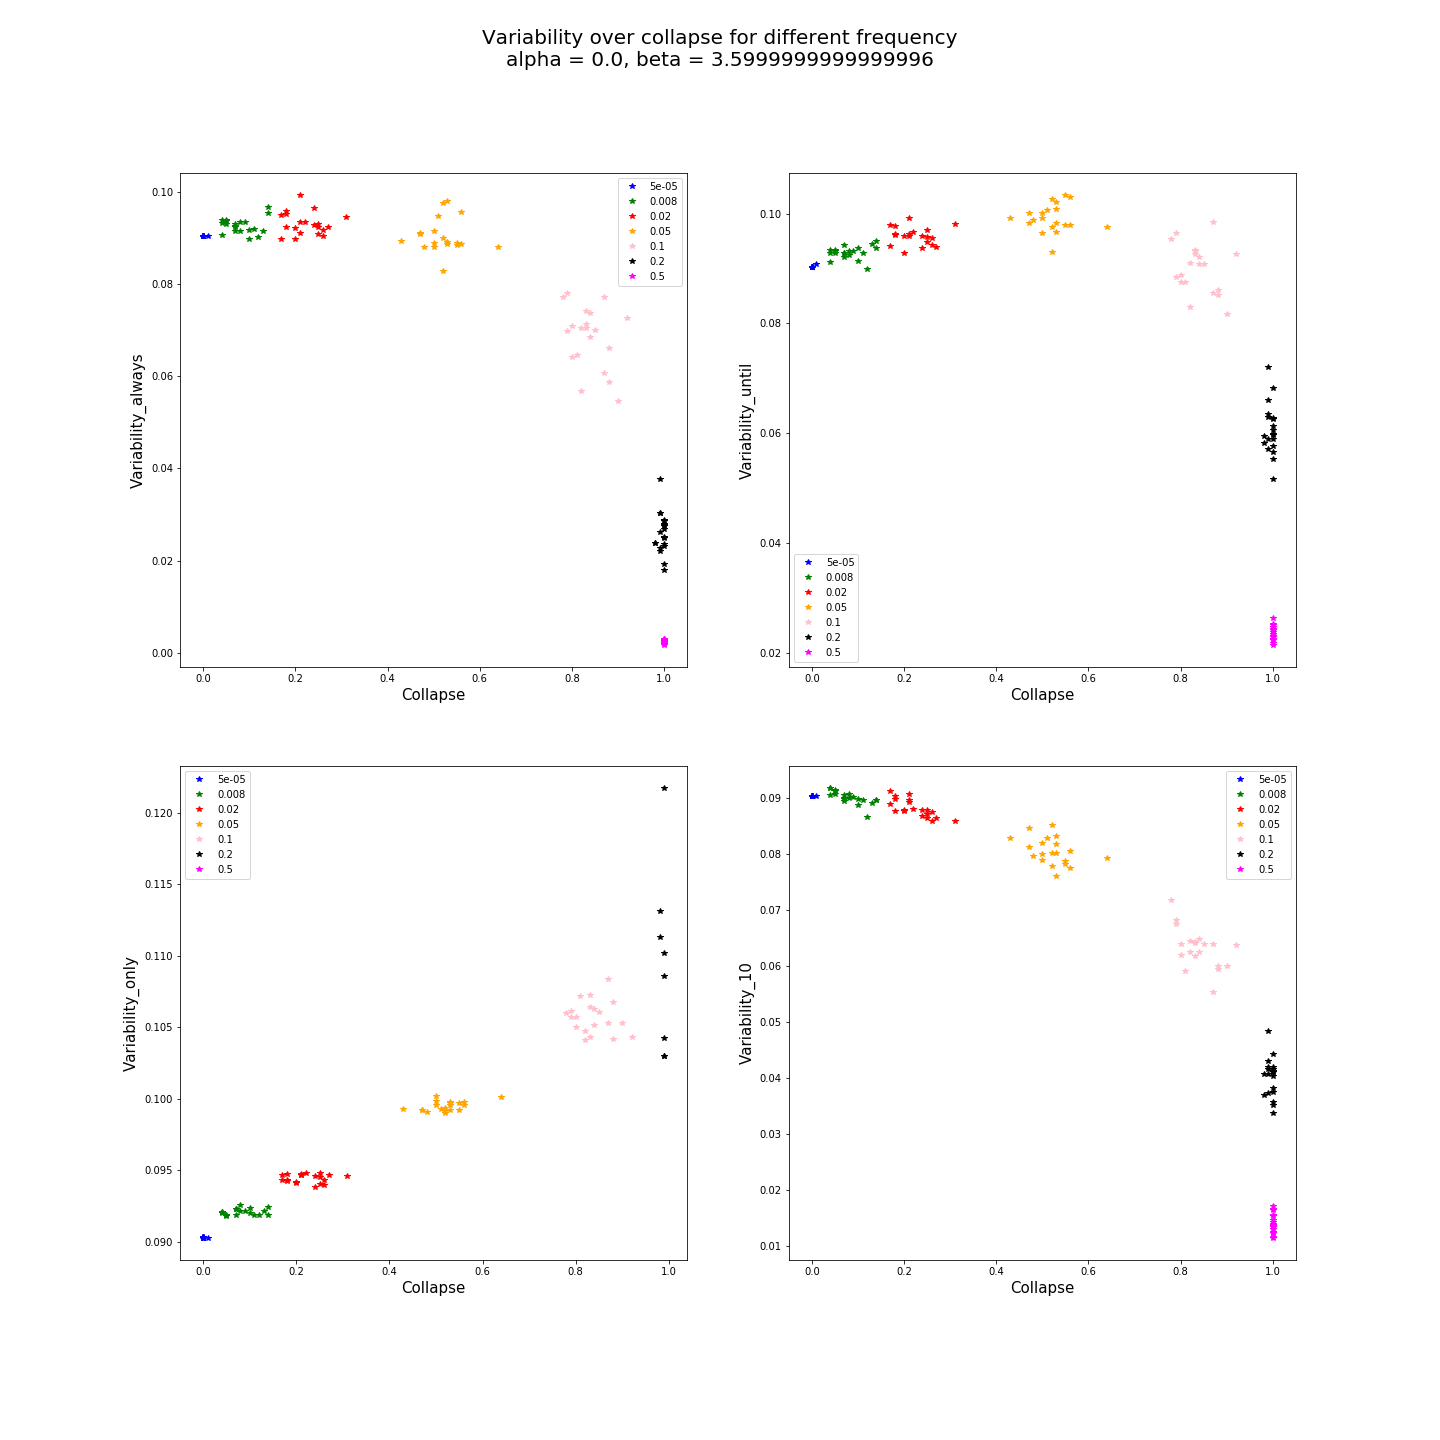 Variability over collapse for different frequency
alpha = 0.0, beta = 3.5999999999999996
0.10
0.08
0.06
0.04
0.02
0.00
Variability_always
5e-05
0.008
0.02
0.05
0.1
0.2
0.5
0.0 0.2 0.4 0.6 0.8 1.0
Collapse
0.10
0.08
0.06
0.04
0.02
Variability_until
5e-05
0.008
0.02
0.05
0.1
0.2
0.5
0.0 0.2 0.4 0.6 0.8 1.0
Collapse
0.120
0.115
0.110
0.105
0.100
0.095
0.090
Variability_only
5e-05
0.008
0.02
0.05
0.1
0.2
0.5
0.0 0.2 0.4 0.6 0.8 1.0
Collapse
0.09
0.08
0.07
0.06
0.05
0.04
0.03
0.02
0.01
Variability_10
5e-05
0.008
0.02
0.05
0.1
0.2
0.5
0.0 0.2 0.4 0.6 0.8 1.0
Collapse